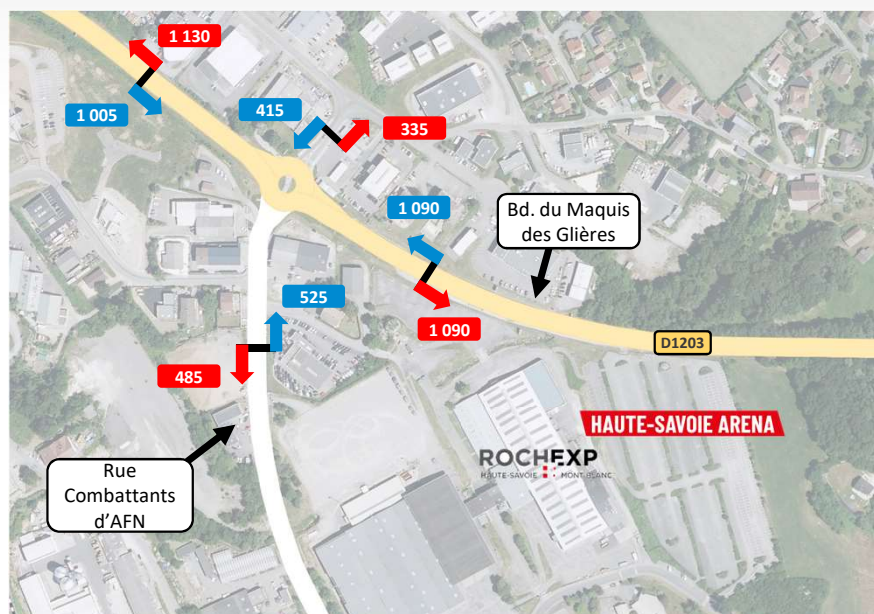 1 130
1 005
415
335
1 090
Bd. du Maquis
des Glières
525
1 090
D1203
485
HAUTE-SAVOIE ARENA
ROCHEXP
HAUTE-SAVOIE MONT-BLANC
Rue
Combattants
d’AFN